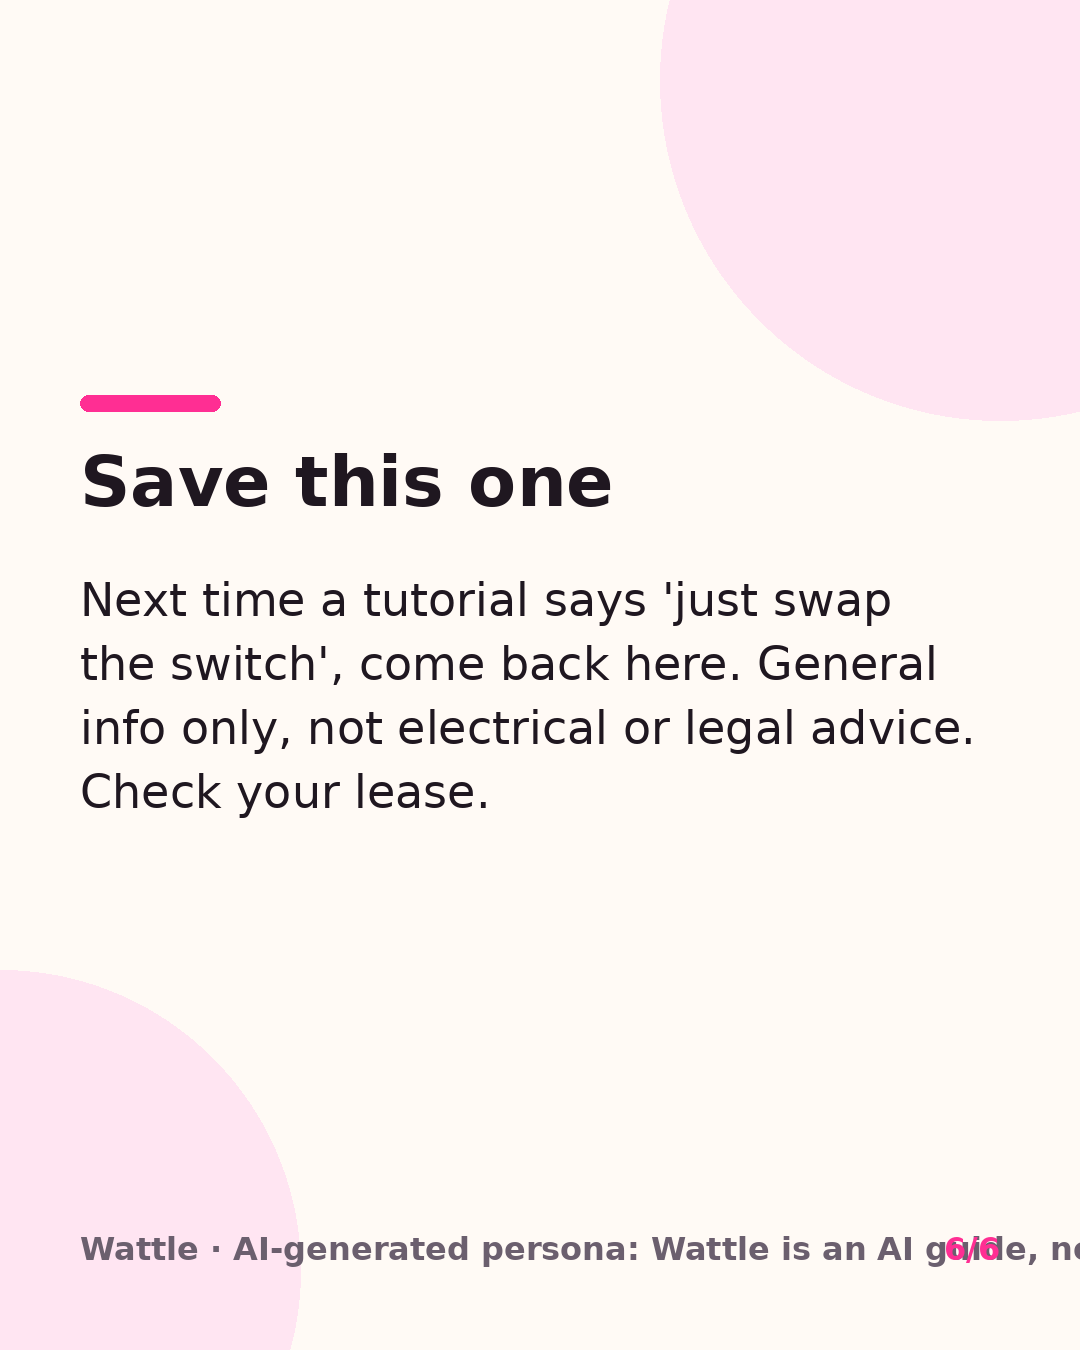 Save this one
Next time a tutorial says 'just swap
the switch', come back here. General
info only, not electrical or legal advice.
Check your lease.
Wattle · AI-generated persona: Wattle is an AI guide,
6/6